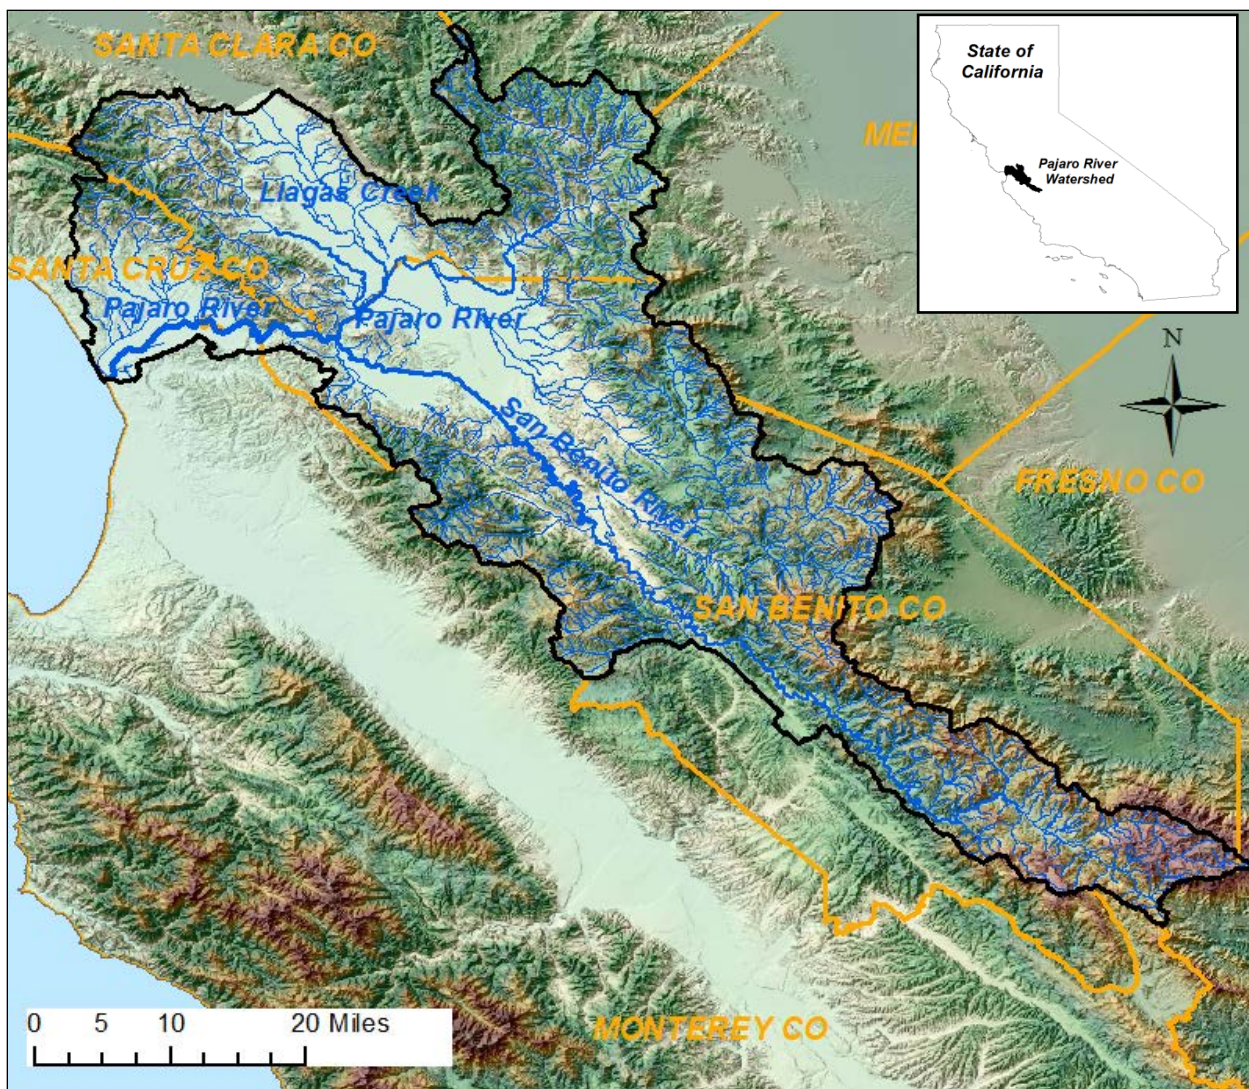 SANTA CLARA CO
State of
California
MER
Pajaro River
Watershed
Llagas Creek
SANTA CRUZ CO
Pajaro River
Pajaro River
N
San Benito River
FRESNO CO
SAN BENITO CO
0 5 10 20 Miles
MONTEREY CO